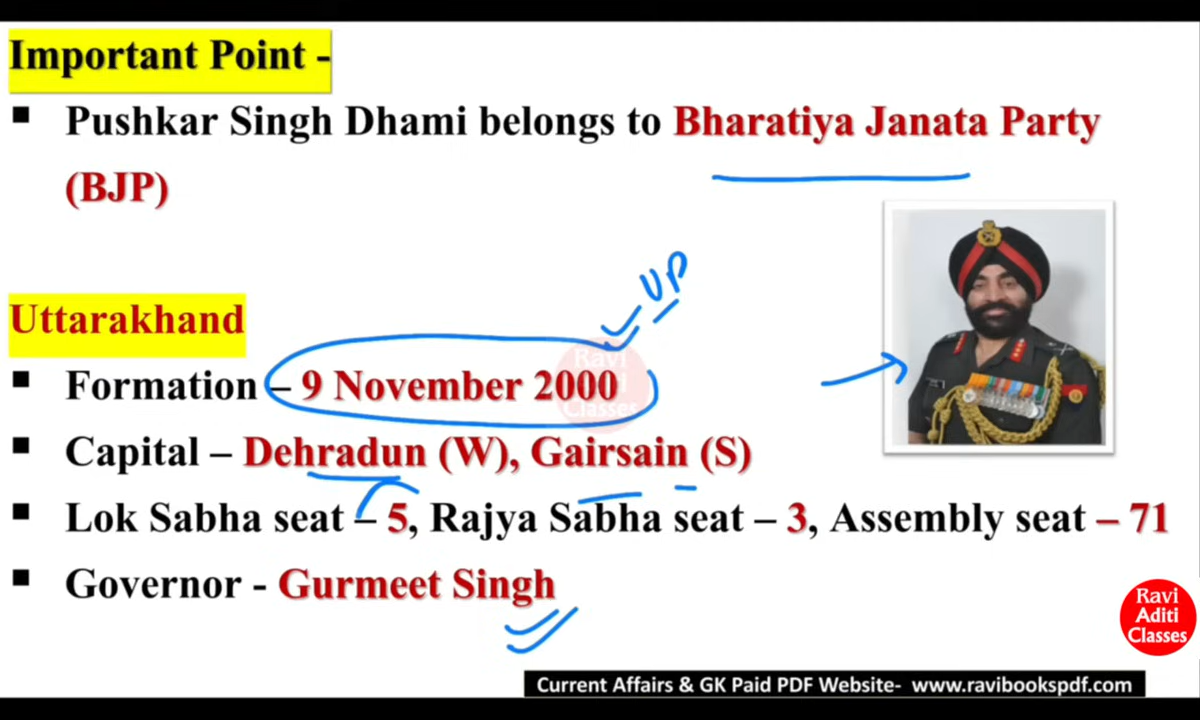 Important Point -
▪ Pushkar Singh Dhami belongs to Bharatiya Janata Party
(BJP)
UP
Uttarakhand
▪ Formation – 9 November 2000
Ravi
Classes
▪ Capital – Dehradun (W), Gairsain (S)
▪ Lok Sabha seat – 5, Rajya Sabha seat – 3, Assembly seat – 71
▪ Governor - Gurmeet Singh
Ravi
Aditi
Classes
Current Affairs & GK Paid PDF Website- www.ravibookspdf.com